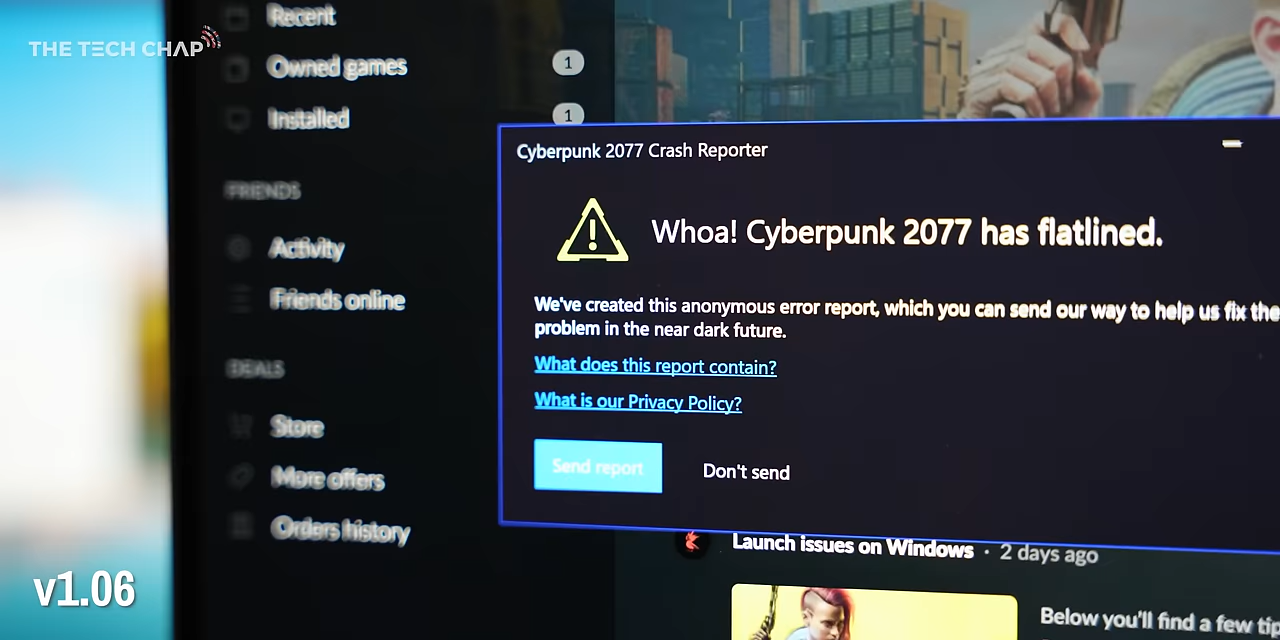 THE TECH CHAP
Recent
Owned games 1
Installed 1
FRIENDS
Activity
Friends online
DEALS
Store
More offers
Orders history
Cyberpunk 2077 Crash Reporter
Whoa! Cyberpunk 2077 has flatlined.
We've created this anonymous error report, which you can send our way to help us fix the
problem in the near dark future.
What does this report contain?
What is our Privacy Policy?
Send report Don't send
Launch issues on Windows · 2 days ago
Below you'll find a few tip
v1.06